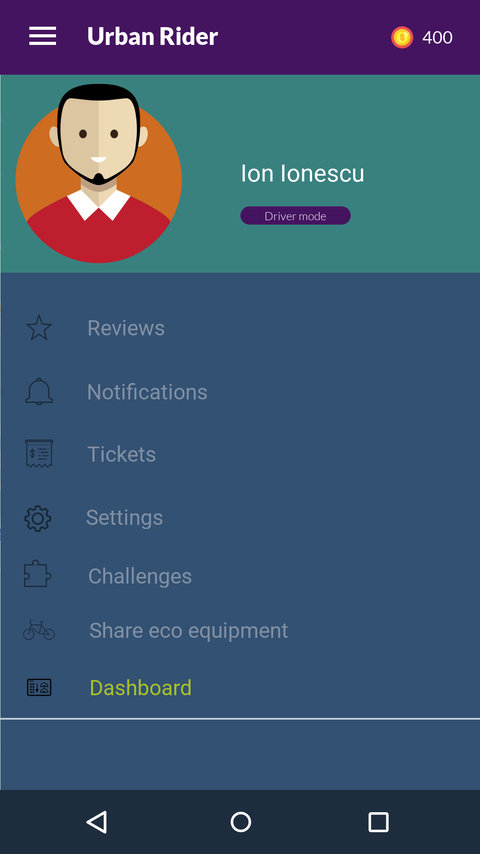 Urban Rider
400
Ion Ionescu
Driver mode
Reviews
Notifications
Tickets
Settings
Challenges
Share eco equipment
Dashboard